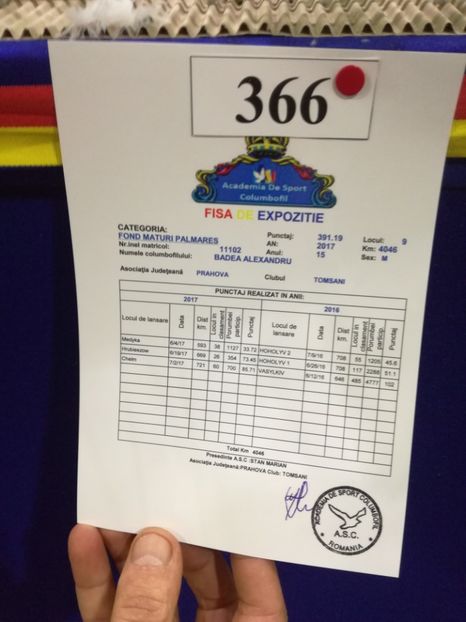 366
Academia De Sport
Columbofil
FISA DE EXPOZITIE
CATEGORIA: Punctaj: 391.19 Locul: 9
FOND MATURI PALMARES AN: 2017 Km: 4046
Nr.inel matricol: 11102 Anul: 15 Sex: M
Numele columbofilului: BADEA ALEXANDRU
Asociatia Judeţeană PRAHOVA Clubul TOMSANI
PUNCTAJ REALIZAT IN ANII:
2017 2016
Locul de lansare Data Dist km. Locul in clasament Porumbei particip. Punctaj Locul de lansare Data Dist km. Locul in clasament Porumbei particip. Punctaj
Medyka 6/4/17 593 38 1127 33.72 HOHOLYV 2 7/9/16 708 55 1205 45.6
Hrubieszow 6/19/17 669 26 354 73.45 HOHOLYV 1 6/26/16 708 117 2288 51.1
Chelm 7/2/17 721 60 700 85.71 VASYLKIV 6/12/16 646 485 4777 102
Total Km 4046
Presedinte A.S.C :STAN MARIAN
Asociaţia Judeţeană:PRAHOVA Club: TOMSANI
ACADEMIA DE SPORT COLUMBOFIL
A.S.C.
ROMANIA